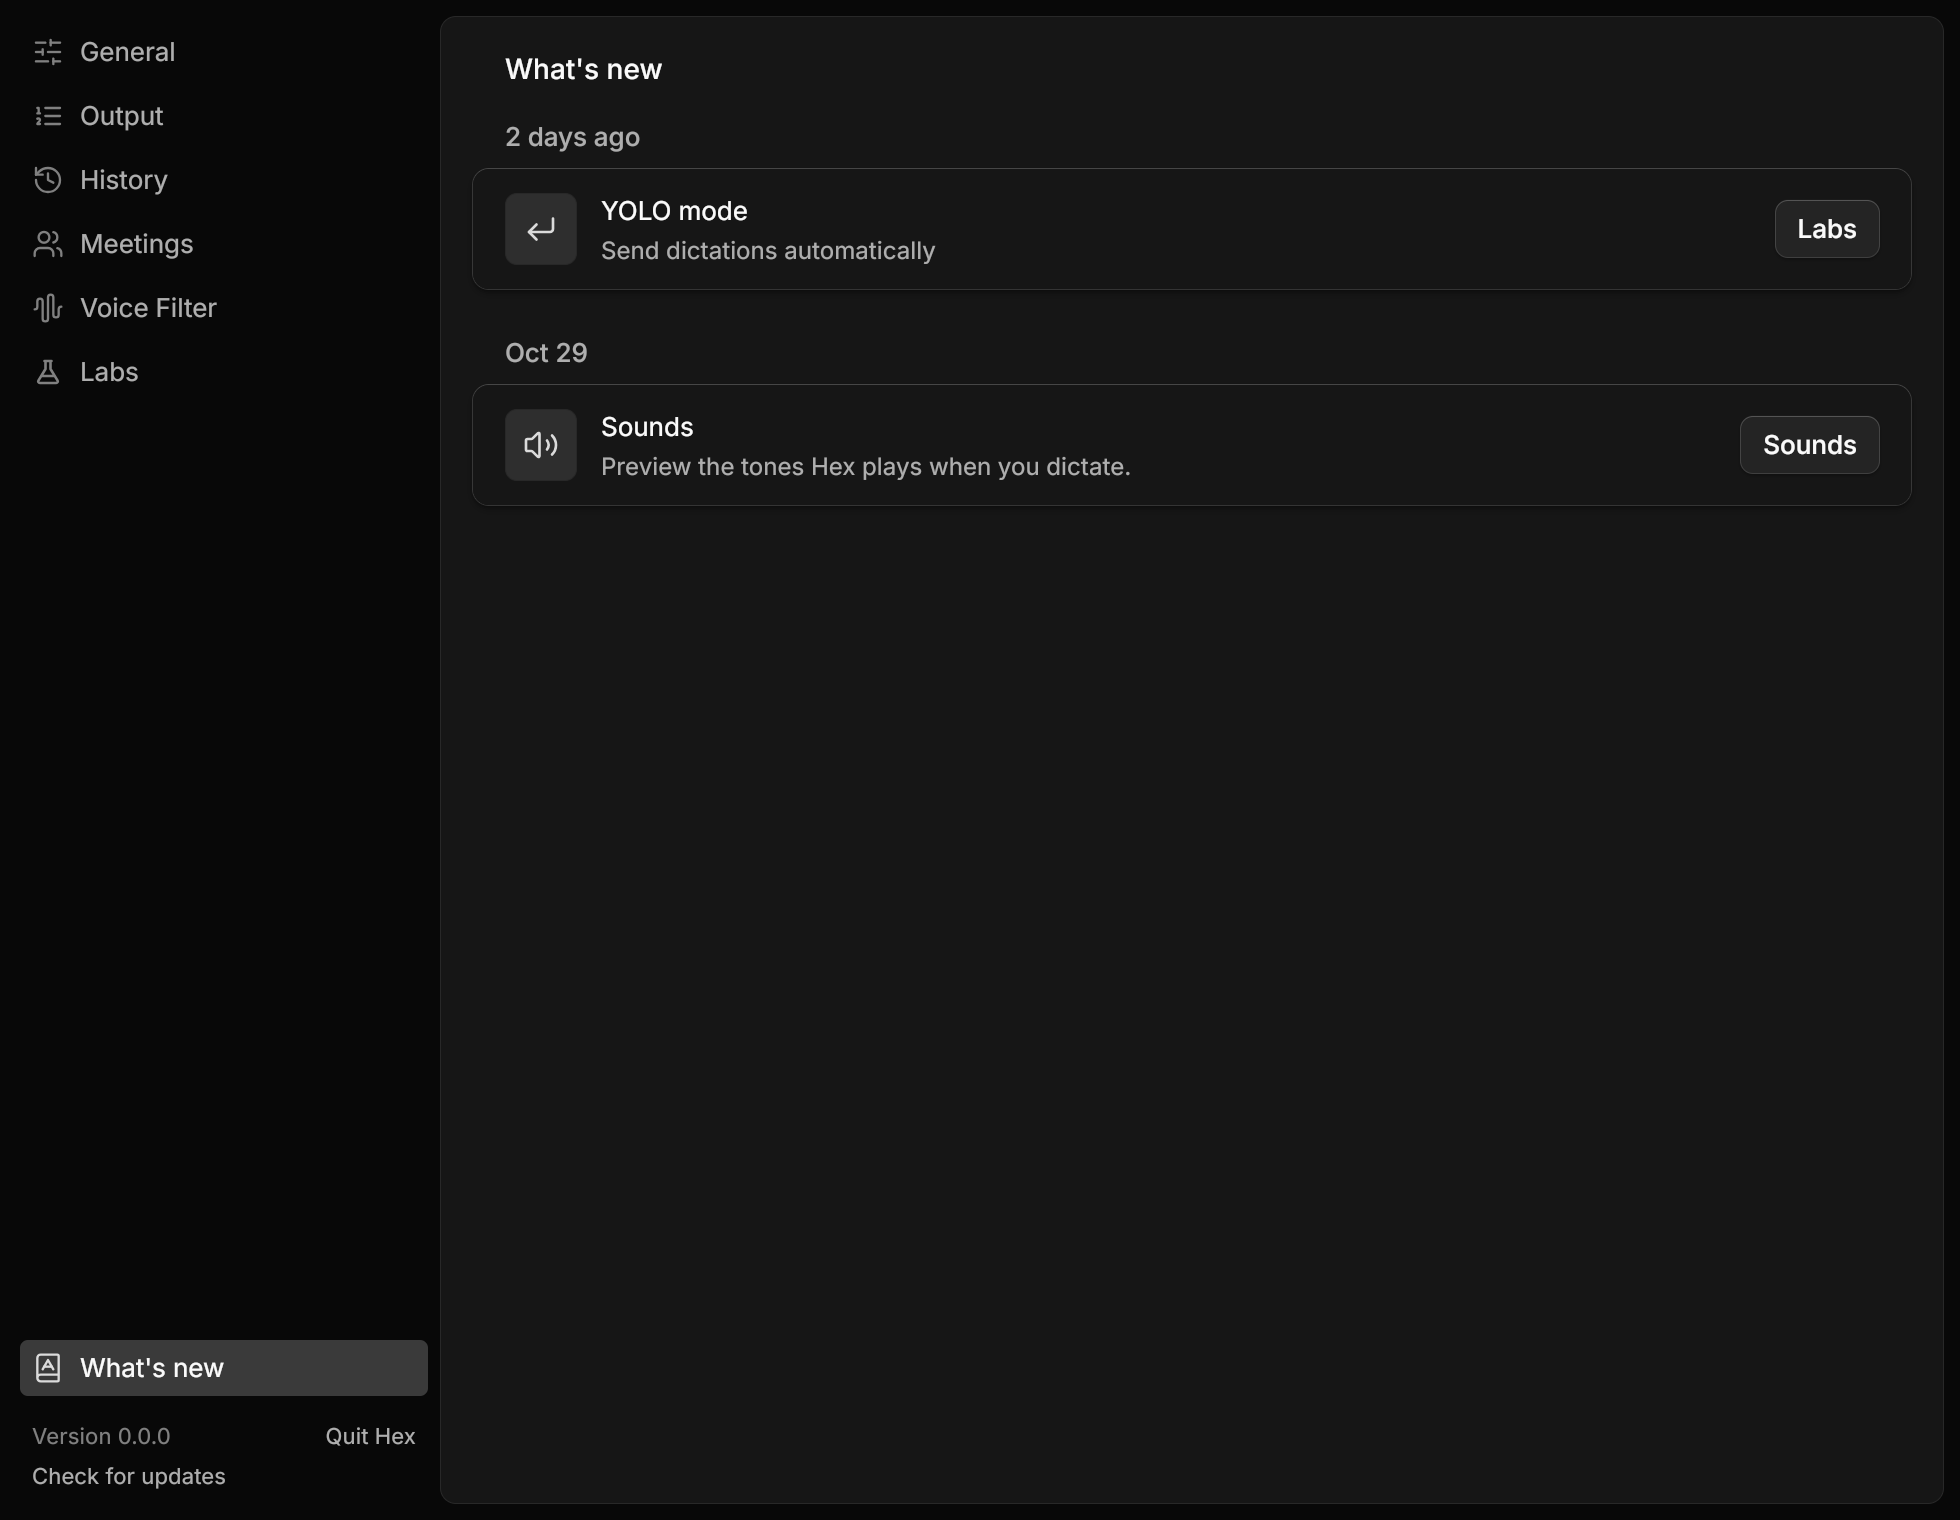 General
Output
History
Meetings
Voice Filter
Labs
What's new
Version 0.0.0
Quit Hex
Check for updates
What's new
2 days ago
YOLO mode
Send dictations automatically
Labs
Oct 29
Sounds
Preview the tones Hex plays when you dictate.
Sounds